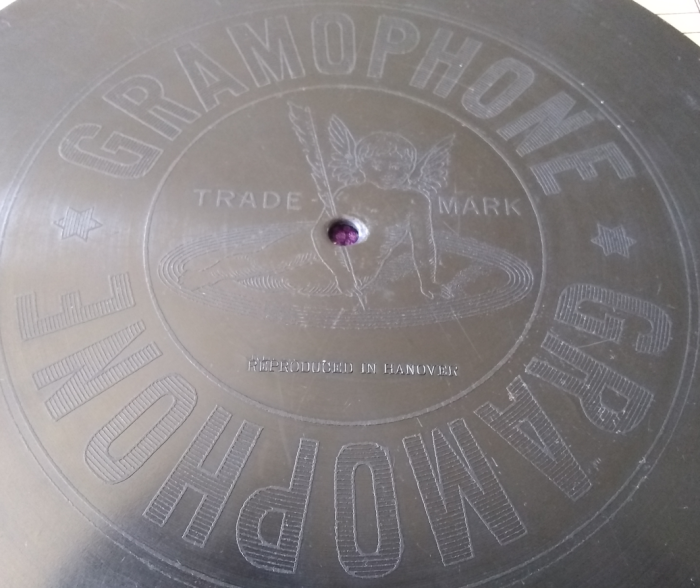 GRAMOPHONE
TRADE MARK
REPRODUCED IN HANOVER
GRAMOPHONE